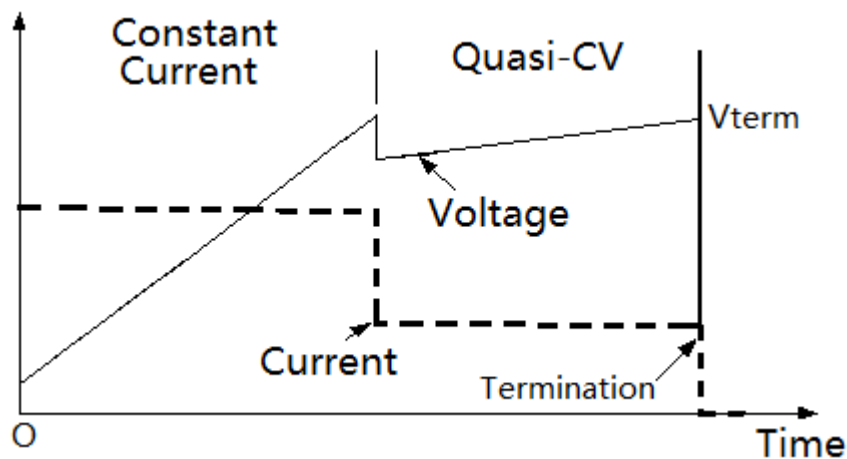 Constant
Current
Quasi-CV
Vterm
Voltage
Current
Termination
O
Time